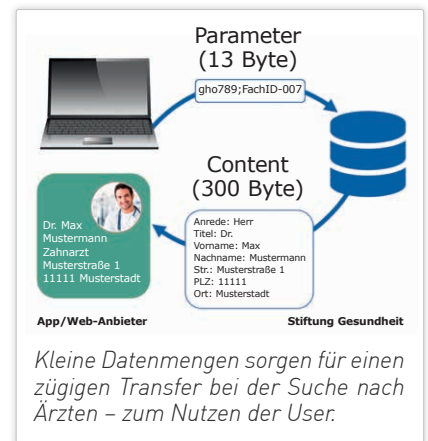 Parameter
(13 Byte)
gho789;FachID-007
Content
(300 Byte)
Dr. Max
Mustermann
Zahnarzt
Musterstraße 1
11111 Musterstadt
Anrede: Herr
Titel: Dr.
Vorname: Max
Nachname: Mustermann
Str.: Musterstraße 1
PLZ: 11111
Ort: Musterstadt
App/Web-Anbieter
Stiftung Gesundheit
Kleine Datenmengen sorgen für einen
zügigen Transfer bei der Suche nach
Ärzten – zum Nutzen der User.